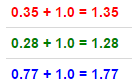 0.35 + 1.0 = 1.35
0.28 + 1.0 = 1.28
0.77 + 1.0 = 1.77